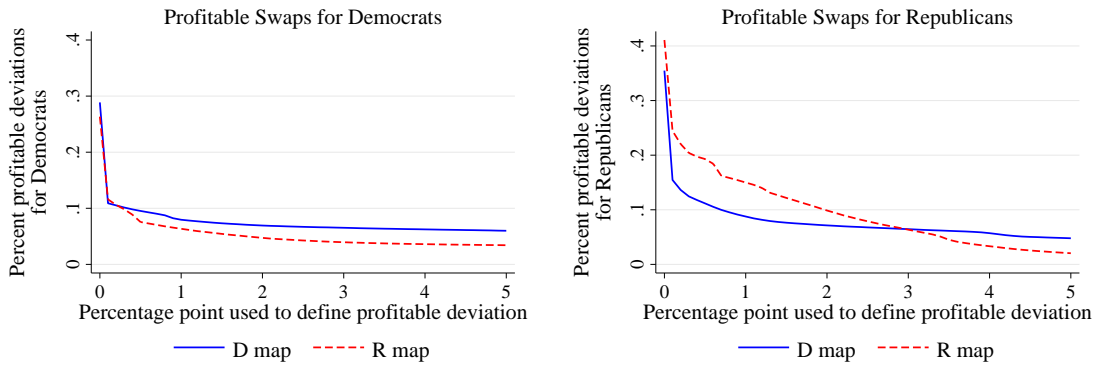 Profitable Swaps for Democrats
Percent profitable deviations
for Democrats
.4
.3
.2
.1
0
0 1 2 3 4 5
Percentage point used to define profitable deviation
D map R map
Profitable Swaps for Republicans
Percent profitable deviations
for Republicans
.4
.3
.2
.1
0
0 1 2 3 4 5
Percentage point used to define profitable deviation
D map R map